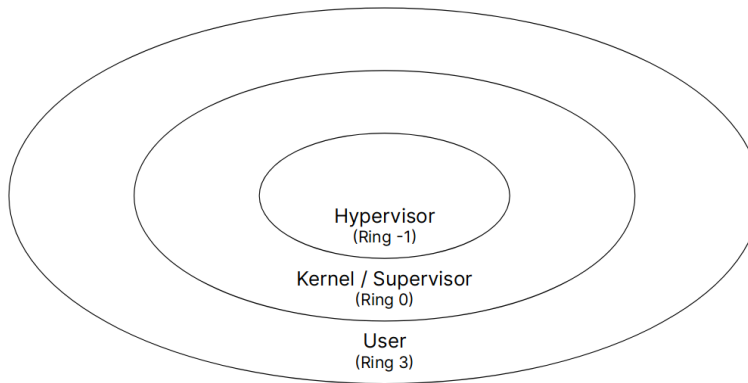 Hypervisor
(Ring -1)
Kernel / Supervisor
(Ring 0)
User
(Ring 3)